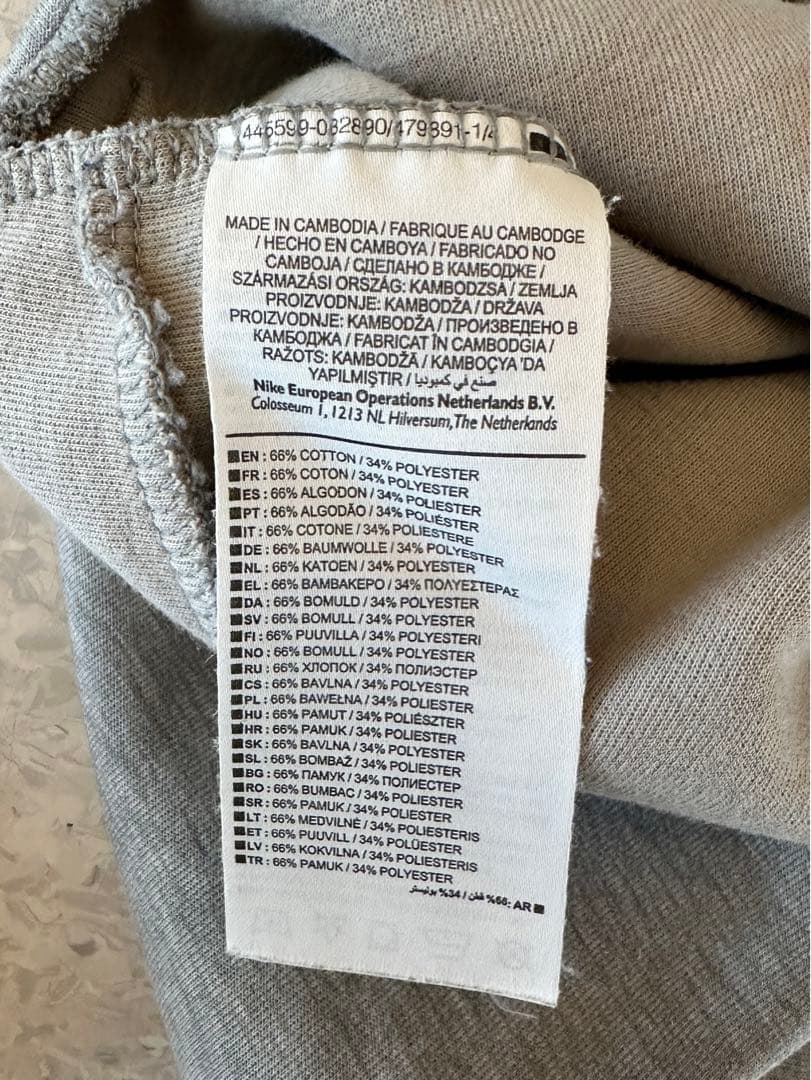 446599-032890/479891-1/4
MADE IN CAMBODIA / FABRIQUE AU CAMBODGE
/ HECHO EN CAMBOYA / FABRICADO NO
CAMBOJA / СДЕЛАНО В КАМБОДЖЕ /
SZÁRMAZÁSI ORSZÁG: KAMBODZSA / ZEMLJA
PROIZVODNJE: KAMBODŽA / DRŽAVA
PROIZVODNJE: KAMBODŽA / ПРОИЗВЕДЕНО В
КАМБОДЖА / FABRICAT ÎN CAMBODGIA /
RAŽOTS: KAMBODŽĀ / KAMBOÇYA'DA
YAPILMIŞTIR / صنع في كمبوديا
Nike European Operations Netherlands B.V.
Colosseum 1, 1213 NL Hilversum, The Netherlands
EN : 66% COTTON / 34% POLYESTER
FR : 66% COTON / 34% POLYESTER
ES : 66% ALGODON / 34% POLIESTER
PT : 66% ALGODÃO / 34% POLIÉSTER
IT : 66% COTONE / 34% POLIESTERE
DE : 66% BAUMWOLLE / 34% POLYESTER
NL : 66% KATOEN / 34% POLYESTER
EL : 66% ΒΑΜΒΑΚΕΡΟ / 34% ΠΟΛΥΕΣΤΕΡΑΣ
DA : 66% BOMULD / 34% POLYESTER
SV : 66% BOMULL / 34% POLYESTER
FI : 66% PUUVILLA / 34% POLYESTERI
NO : 66% BOMULL / 34% POLYESTER
RU : 66% ХЛОПОК / 34% ПОЛИЭСТЕР
CS : 66% BAVLNA / 34% POLYESTER
PL : 66% BAWEŁNA / 34% POLIESTER
HU : 66% PAMUT / 34% POLIÉSZTER
HR : 66% PAMUK / 34% POLIESTER
SK : 66% BAVLNA / 34% POLYESTER
SL : 66% BOMBAŽ / 34% POLIESTER
BG : 66% ПАМУК / 34% ПОЛИЕСТЕР
RO : 66% BUMBAC / 34% POLIESTER
SR : 66% PAMUK / 34% POLIESTER
LT : 66% MEDVILNĖ / 34% POLIESTERIS
ET : 66% PUUVILL / 34% POLÜESTER
LV : 66% KOKVILNA / 34% POLIESTERIS
TR : 66% PAMUK / 34% POLYESTER
AR :%66 قطن / %34 بوليستر